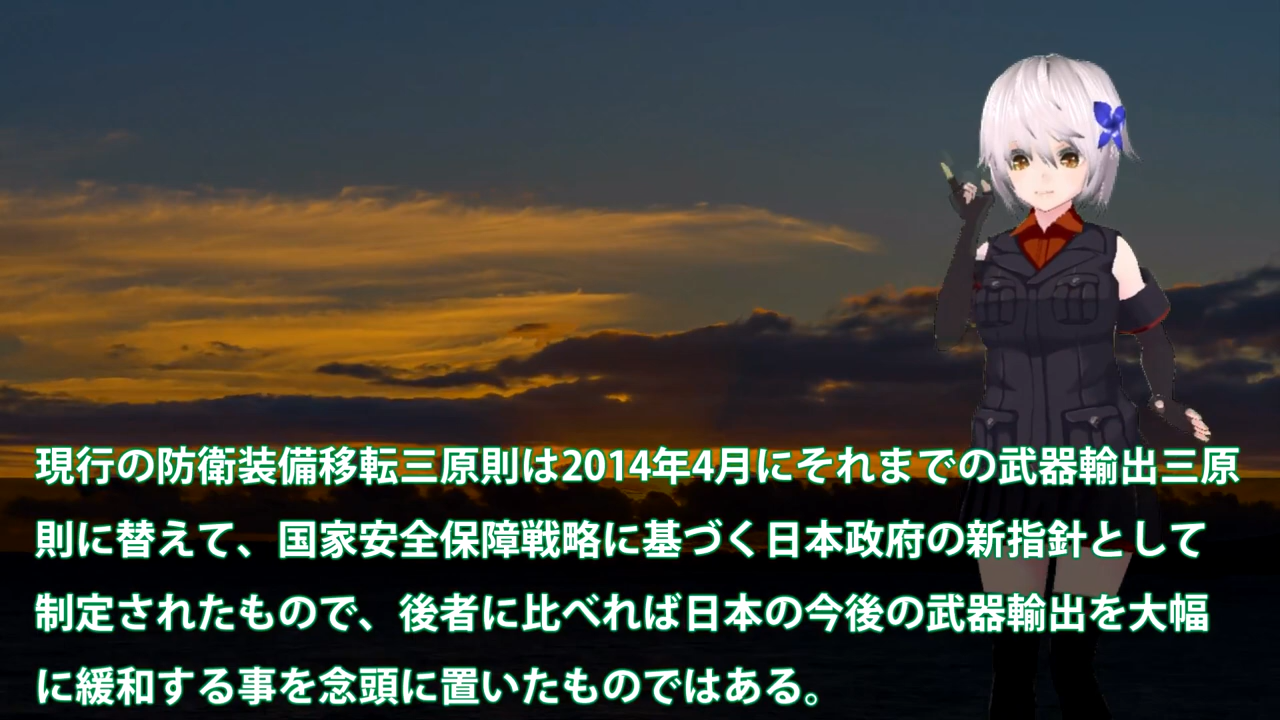 現行の防衛装備移転三原則は2014年4月にそれまでの武器輸出三原
則に替えて、国家安全保障戦略に基づく日本政府の新指針として
制定されたもので、後者に比べれば日本の今後の武器輸出を大幅
に緩和する事を念頭に置いたものではある。